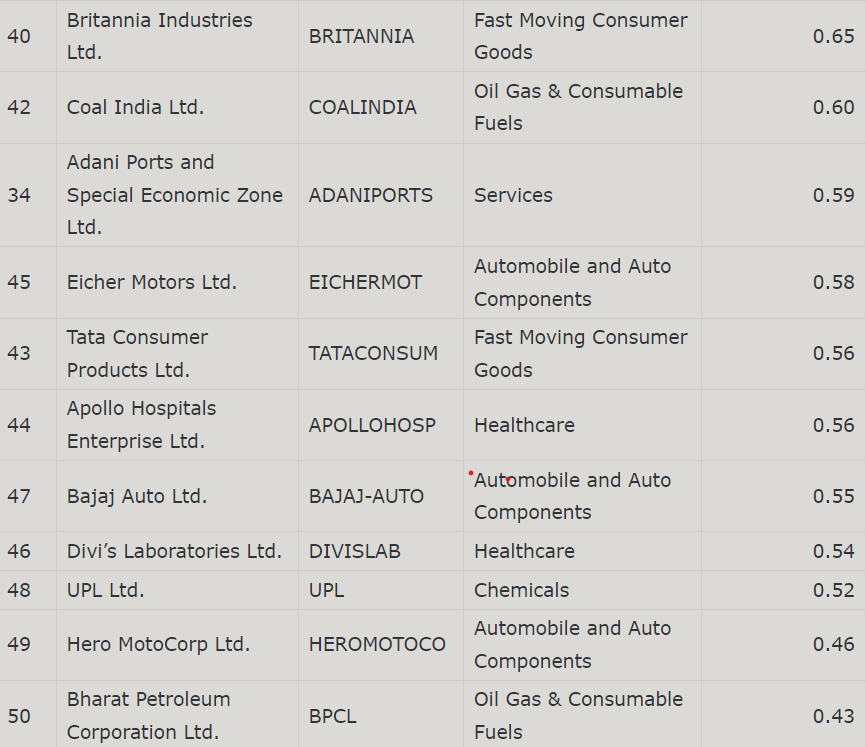 40 Britannia Industries Ltd. BRITANNIA Fast Moving Consumer Goods 0.65
42 Coal India Ltd. COALINDIA Oil Gas & Consumable Fuels 0.60
34 Adani Ports and Special Economic Zone Ltd. ADANIPORTS Services 0.59
45 Eicher Motors Ltd. EICHERMOT Automobile and Auto Components 0.58
43 Tata Consumer Products Ltd. TATACONSUM Fast Moving Consumer Goods 0.56
44 Apollo Hospitals Enterprise Ltd. APOLLOHOSP Healthcare 0.56
47 Bajaj Auto Ltd. BAJAJ-AUTO Automobile and Auto Components 0.55
46 Divi’s Laboratories Ltd. DIVISLAB Healthcare 0.54
48 UPL Ltd. UPL Chemicals 0.52
49 Hero MotoCorp Ltd. HEROMOTOCO Automobile and Auto Components 0.46
50 Bharat Petroleum Corporation Ltd. BPCL Oil Gas & Consumable Fuels 0.43